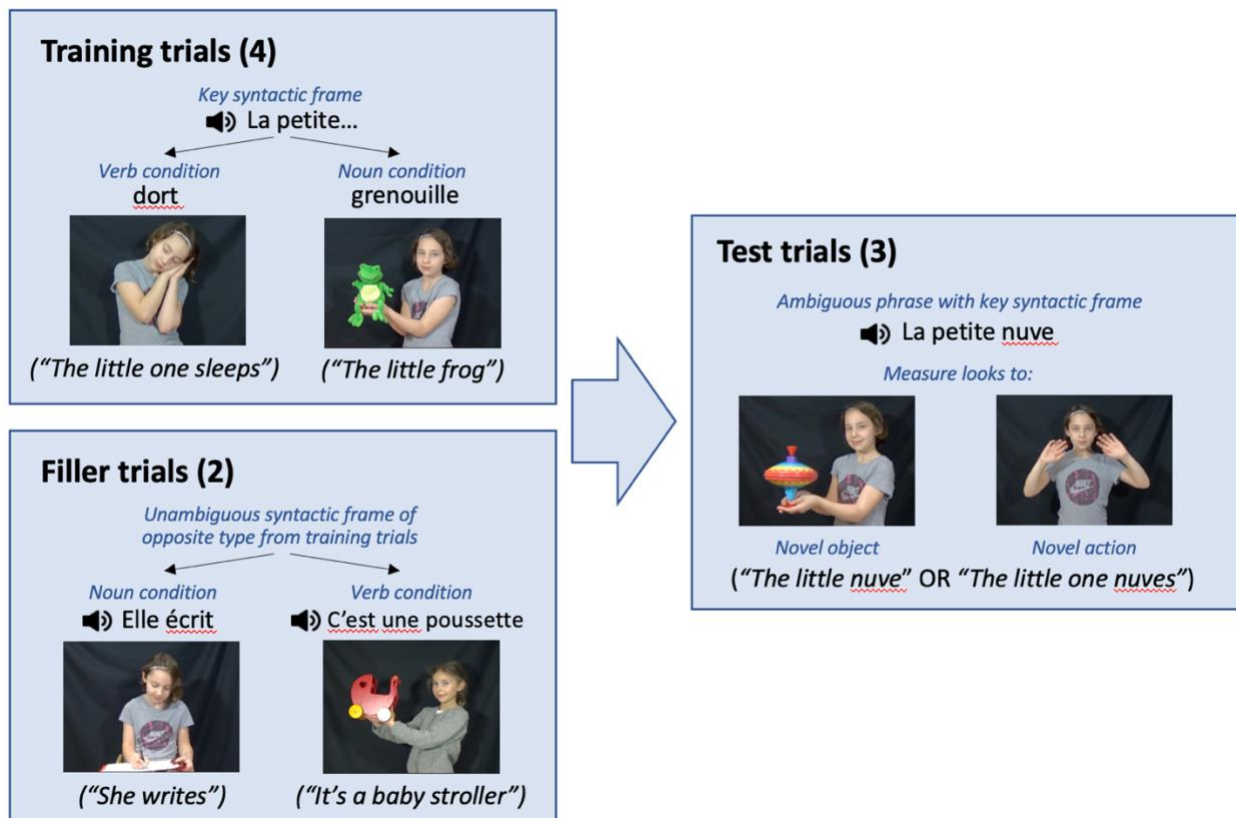 Training trials (4)
Key syntactic frame
La petite...
Verb condition
dort
Noun condition
grenouille
("The little one sleeps")
("The little frog")
Filler trials (2)
Unambiguous syntactic frame of
opposite type from training trials
Noun condition
Elle écrit
Verb condition
C'est une poussette
("She writes")
("It's a baby stroller")
Test trials (3)
Ambiguous phrase with key syntactic frame
La petite nuve
Measure looks to:
Novel object
Novel action
("The little nuve" OR "The little one nuves")